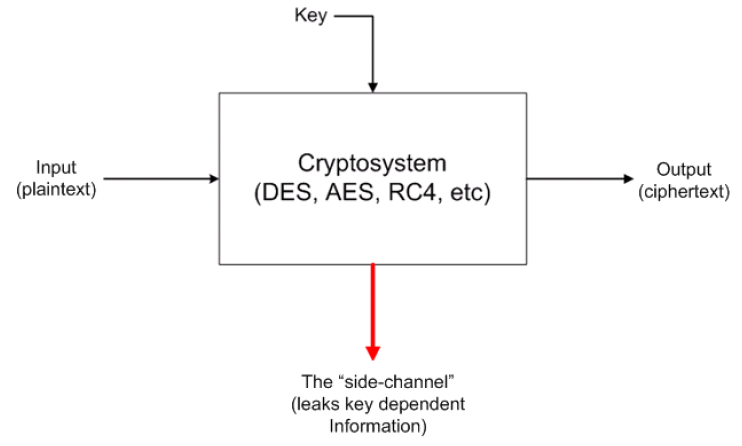 Key
Cryptosystem
(DES, AES, RC4, etc)
Input
(plaintext)
Output
(ciphertext)
The “side-channel”
(leaks key dependent
Information)